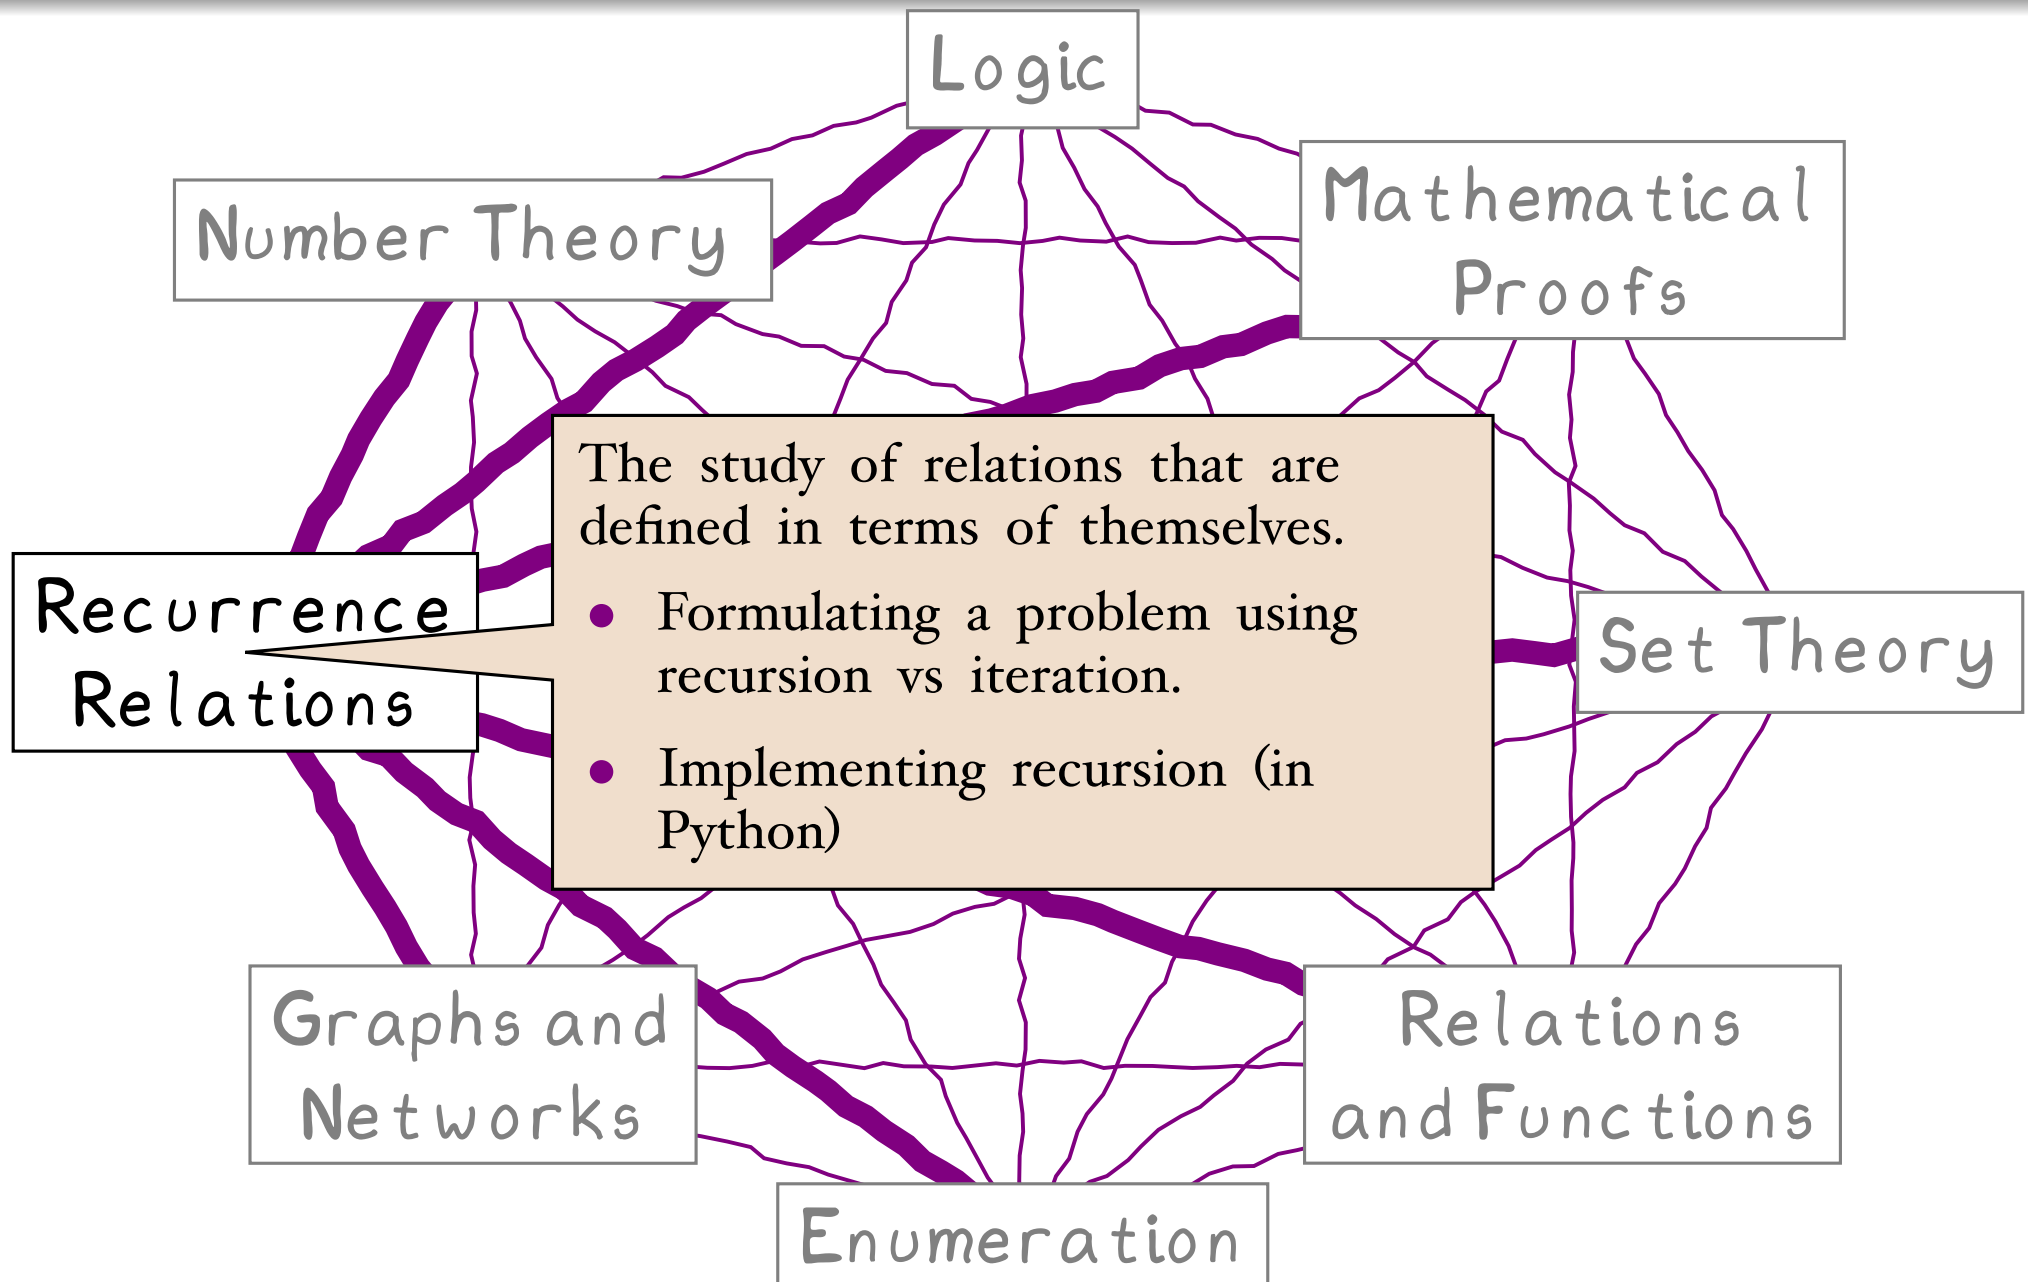 Logic
Number Theory
Mathematical
Proofs
The study of relations that are
defined in terms of themselves.
• Formulating a problem using
recursion vs iteration.
• Implementing recursion (in
Python)
Recurrence
Relations
Set Theory
Graphs and
Networks
Relations
and Functions
Enumeration